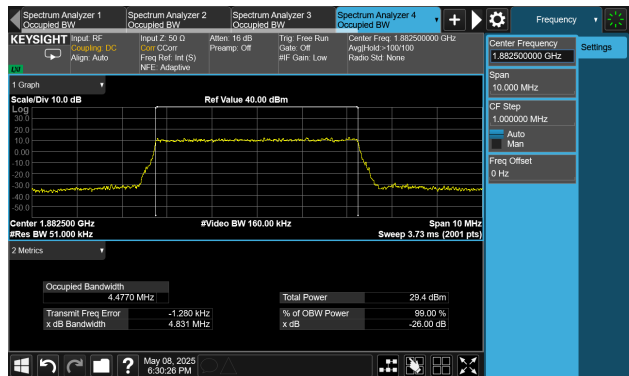 Spectrum Analyzer 1
Occupied BW
Spectrum Analyzer 2
Occupied BW
Spectrum Analyzer 3
Occupied BW
Spectrum Analyzer 4
Occupied BW
Frequency
KEYSIGHT
Input: RF
Coupling: DC
Align: Auto
Input Z: 50 Ω
Corr CCorr
Freq Ref: Int (S)
NFE: Adaptive
Atten: 16 dB
Preamp: Off
Trig: Free Run
Gate: Off
#IF Gain: Low
Center Freq: 1.882500000 GHz
Avg|Hold:>100/100
Radio Std: None
LXI
Center Frequency
1.882500000 GHz
Settings
Span
10.000 MHz
CF Step
1.000000 MHz
Auto
Man
Freq Offset
0 Hz
1 Graph
Scale/Div 10.0 dB
Ref Value 40.00 dBm
Log
30.0
20.0
10.0
0.00
-10.0
-20.0
-30.0
-40.0
-50.0
Center 1.882500 GHz
#Video BW 160.00 kHz
Span 10 MHz
#Res BW 51.000 kHz
Sweep 3.73 ms (2001 pts)
2 Metrics
Occupied Bandwidth
4.4770 MHz
Total Power
29.4 dBm
Transmit Freq Error
-1.280 kHz
% of OBW Power
99.00 %
x dB Bandwidth
4.831 MHz
x dB
-26.00 dB
?
May 08, 2025
6:30:26 PM